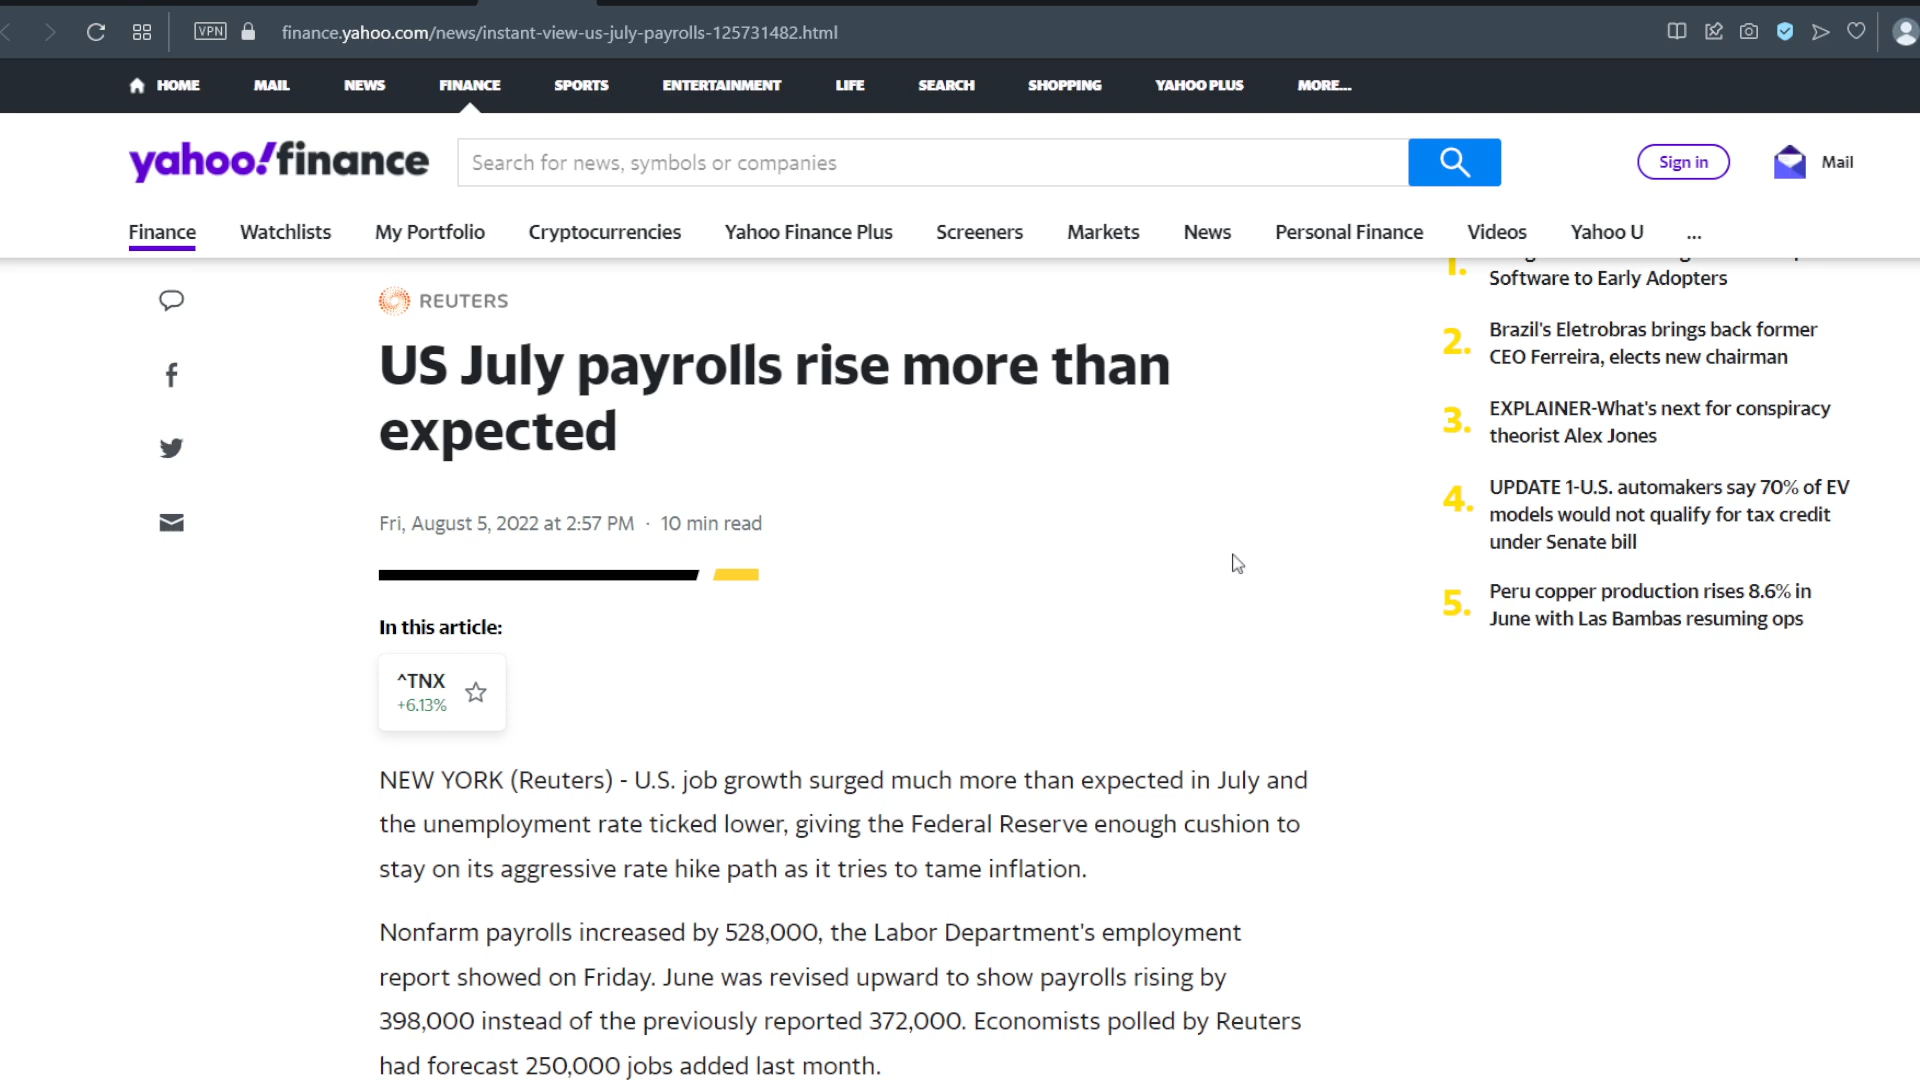 VPN
finance.yahoo.com/news/instant-view-us-july-payrolls-125731482.html
HOME MAIL NEWS FINANCE SPORTS ENTERTAINMENT LIFE SEARCH SHOPPING YAHOO PLUS MORE...
yahoo!finance
Search for news, symbols or companies
Sign in
Mail
Finance Watchlists My Portfolio Cryptocurrencies Yahoo Finance Plus Screeners Markets News Personal Finance Videos Yahoo U ...
REUTERS
US July payrolls rise more than
expected
Fri, August 5, 2022 at 2:57 PM · 10 min read
In this article:
^TNX
+6.13%
NEW YORK (Reuters) - U.S. job growth surged much more than expected in July and
the unemployment rate ticked lower, giving the Federal Reserve enough cushion to
stay on its aggressive rate hike path as it tries to tame inflation.
Nonfarm payrolls increased by 528,000, the Labor Department's employment
report showed on Friday. June was revised upward to show payrolls rising by
398,000 instead of the previously reported 372,000. Economists polled by Reuters
had forecast 250,000 jobs added last month.
1.
Software to Early Adopters
2. Brazil's Eletrobras brings back former
CEO Ferreira, elects new chairman
3. EXPLAINER-What's next for conspiracy
theorist Alex Jones
4. UPDATE 1-U.S. automakers say 70% of EV
models would not qualify for tax credit
under Senate bill
5. Peru copper production rises 8.6% in
June with Las Bambas resuming ops